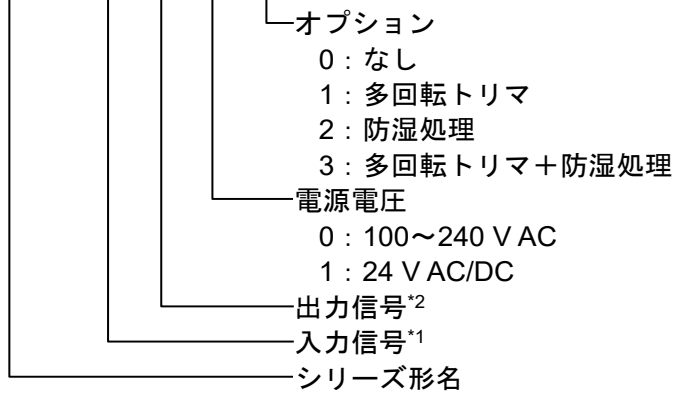 オプション
0：なし
1：多回転トリマ
2：防湿処理
3：多回転トリマ＋防湿処理
電源電圧
0：100～240 V AC
1：24 V AC/DC
出力信号*2
入力信号*1
シリーズ形名